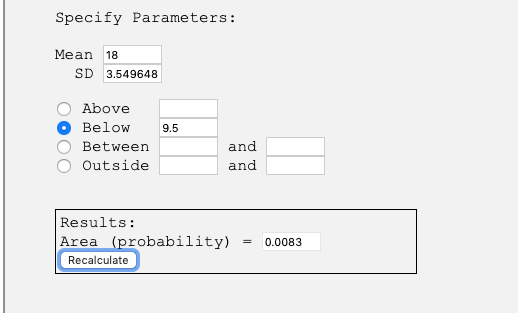 Specify Parameters:
Mean 18
SD 3.549648
Above
Below 9.5
Between and
Outside and
Results:
Area (probability) = 0.0083
Recalculate